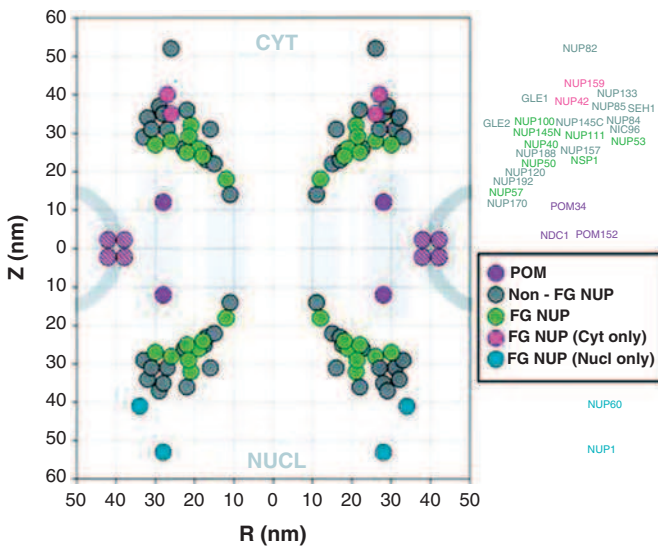 60
50
40
30
20
10
0
10
20
30
40
50
60
Z (nm)
CYT
NUCL
50 40 30 20 10 0 10 20 30 40 50
R (nm)
NUP82
NUP159
GLE1 NUP133
NUP42 NUP85 SEH1
GLE2 NUP100 NUP145C NUP84
NUP145N NUP111 NIC96
NUP40 NUP53
NUP188 NUP157
NUP50 NSP1
NUP120
NUP192
NUP57
NUP170 POM34
NDC1 POM152
POM
Non - FG NUP
FG NUP
FG NUP (Cyt only)
FG NUP (Nucl only)
NUP60
NUP1